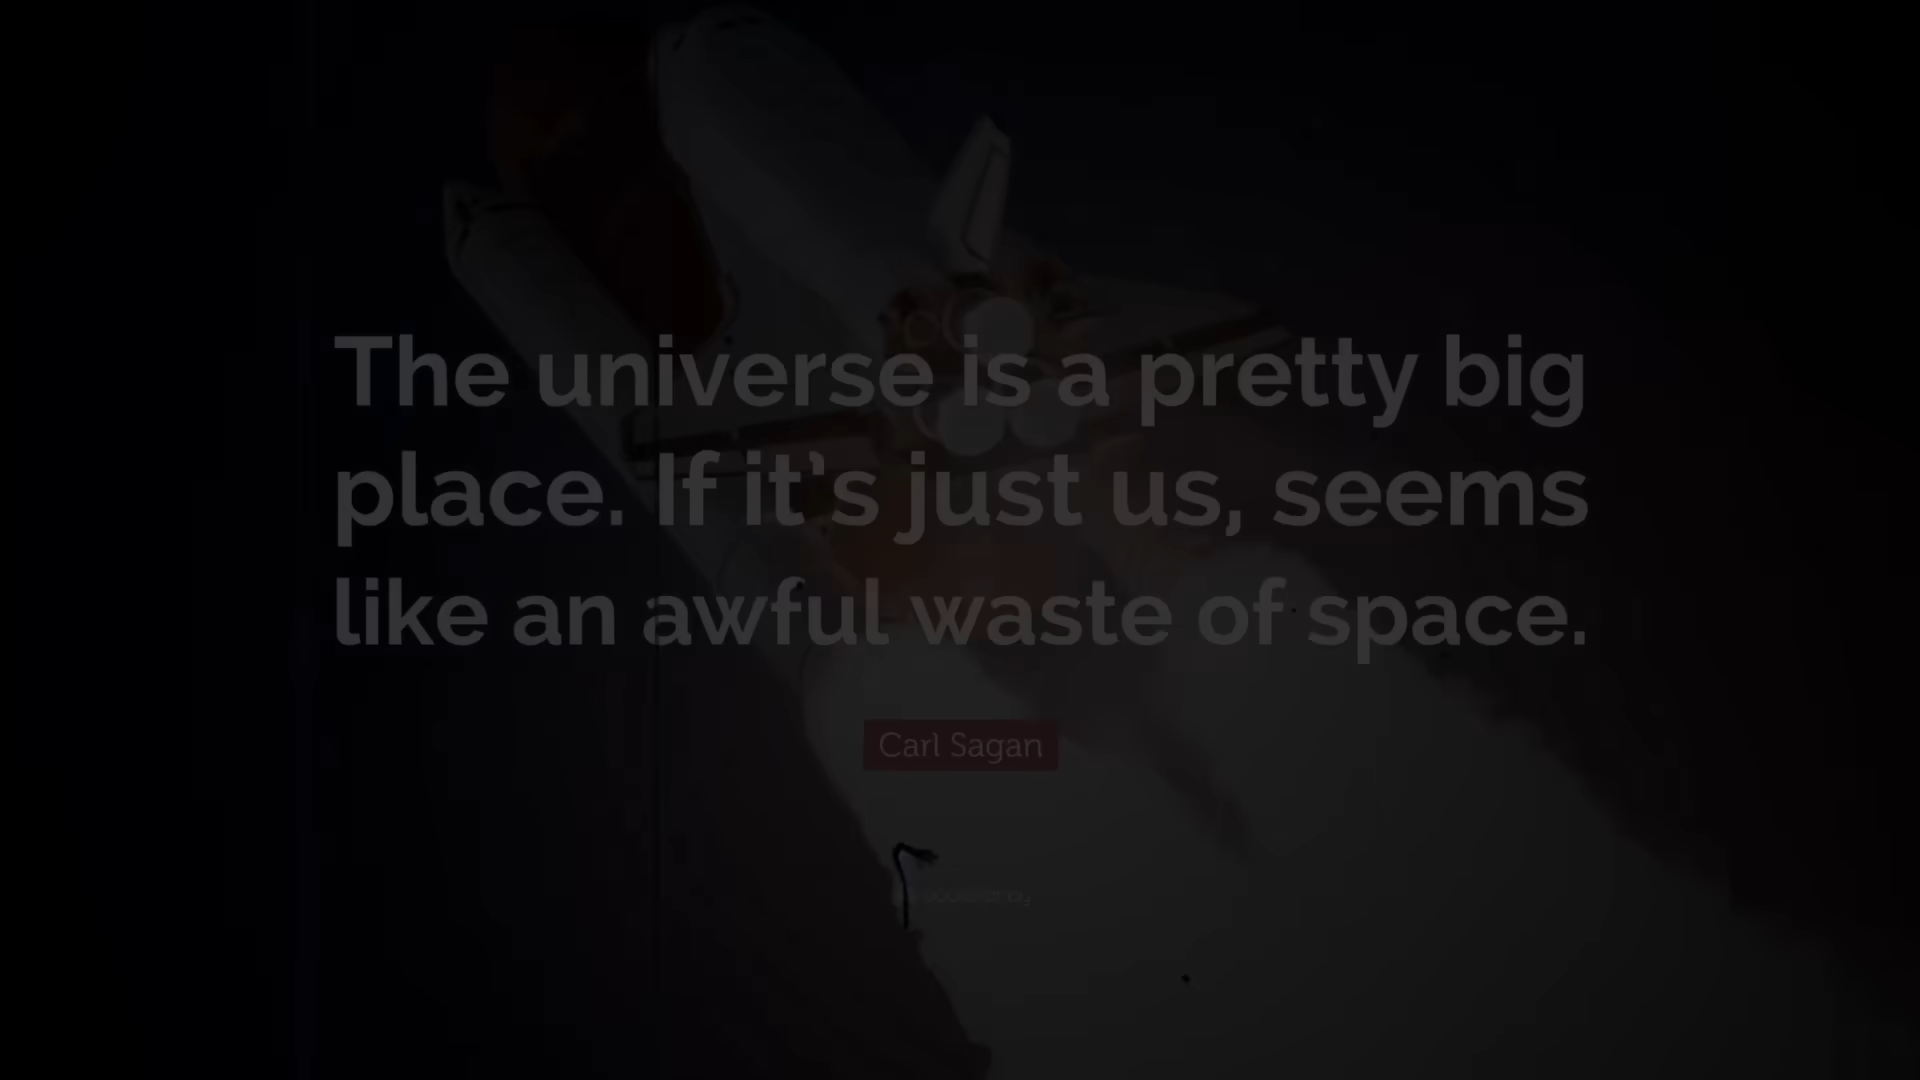 The universe is a pretty big
place. If it's just us, seems
like an awful waste of space.
Carl Sagan